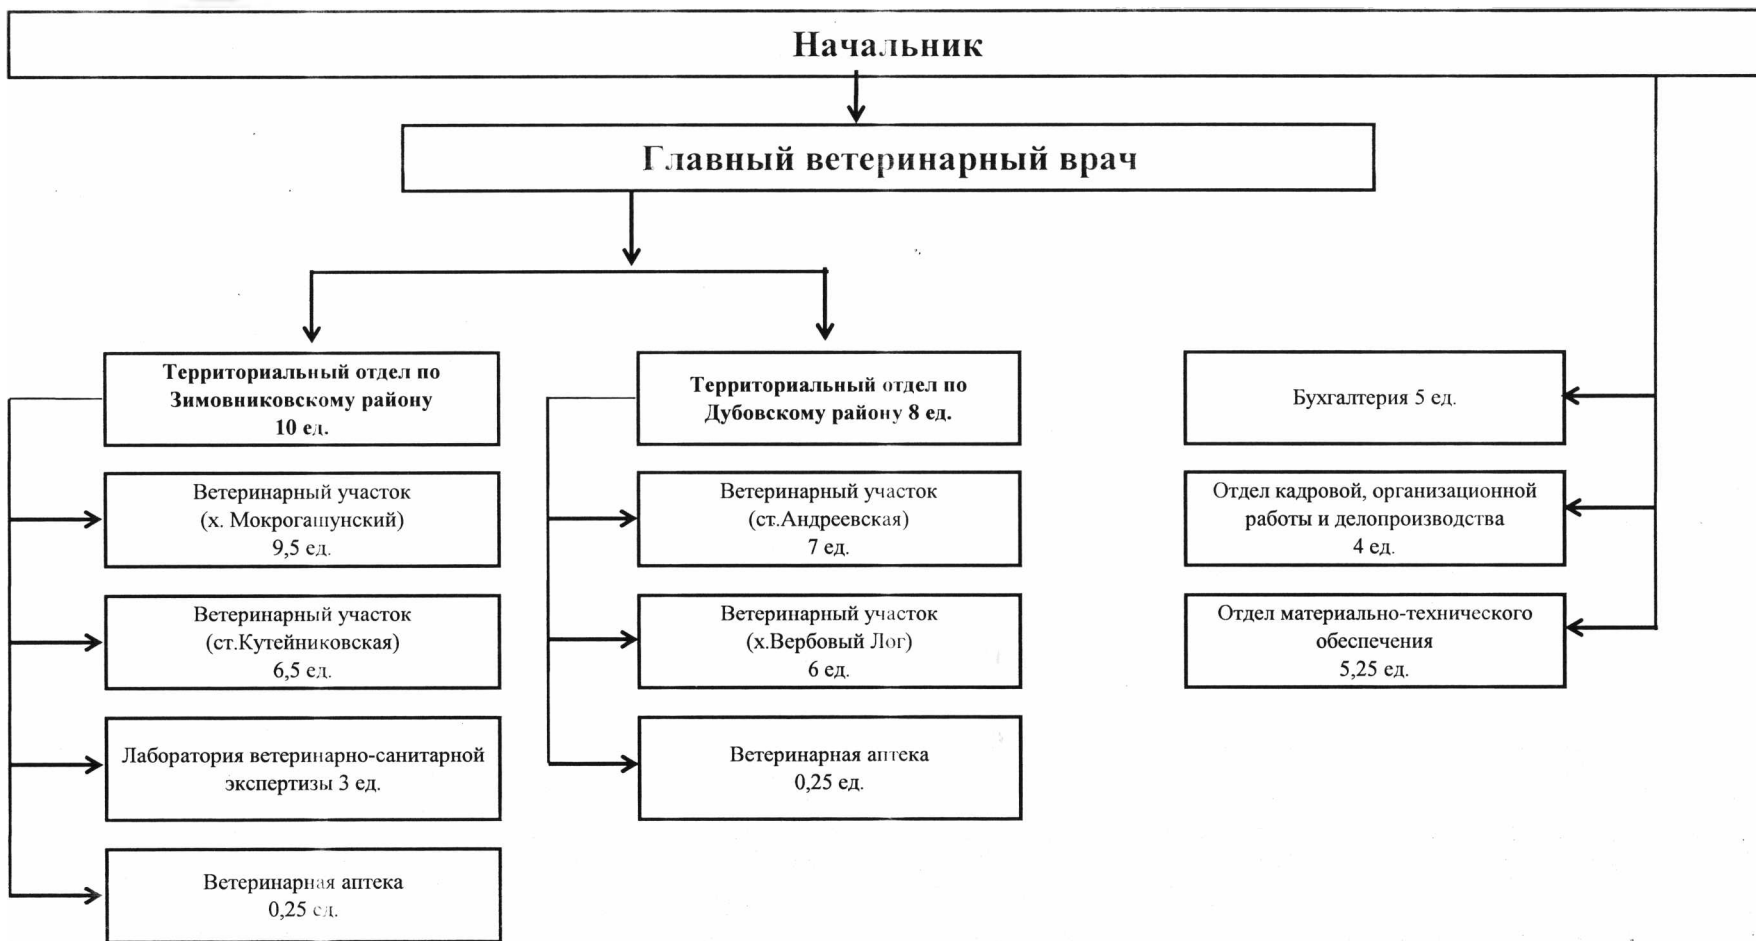 Начальник
Главный ветеринарный врач
Территориальный отдел по
Зимовниковскому району
10 ед.
Ветеринарный участок
(х. Мокрогашунский)
9,5 ед.
Ветеринарный участок
(ст.Кутейниковская)
6,5 ед.
Лаборатория ветеринарно-санитарной
экспертизы 3 ед.
Ветеринарная аптека
0,25 ед.
Территориальный отдел по
Дубовскому району 8 ед.
Ветеринарный участок
(ст.Андреевская)
7 ед.
Ветеринарный участок
(х.Вербовый Лог)
6 ед.
Ветеринарная аптека
0,25 ед.
Бухгалтерия 5 ед.
Отдел кадровой, организационной
работы и делопроизводства
4 ед.
Отдел материально-технического
обеспечения
5,25 ед.